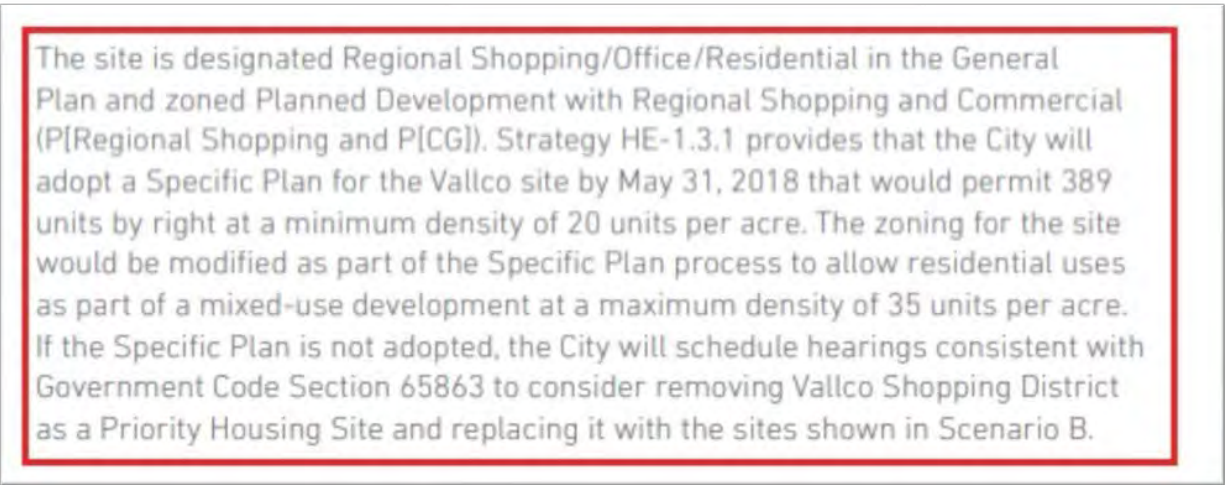 The site is designated Regional Shopping/Office/Residential in the General
Plan and zoned Planned Development with Regional Shopping and Commercial
(P[Regional Shopping and P[CG]). Strategy HE-1.3.1 provides that the City will
adopt a Specific Plan for the Vallco site by May 31, 2018 that would permit 389
units by right at a minimum density of 20 units per acre. The zoning for the site
would be modified as part of the Specific Plan process to allow residential uses
as part of a mixed-use development at a maximum density of 35 units per acre.
If the Specific Plan is not adopted, the City will schedule hearings consistent with
Government Code Section 65863 to consider removing Vallco Shopping District
as a Priority Housing Site and replacing it with the sites shown in Scenario B.